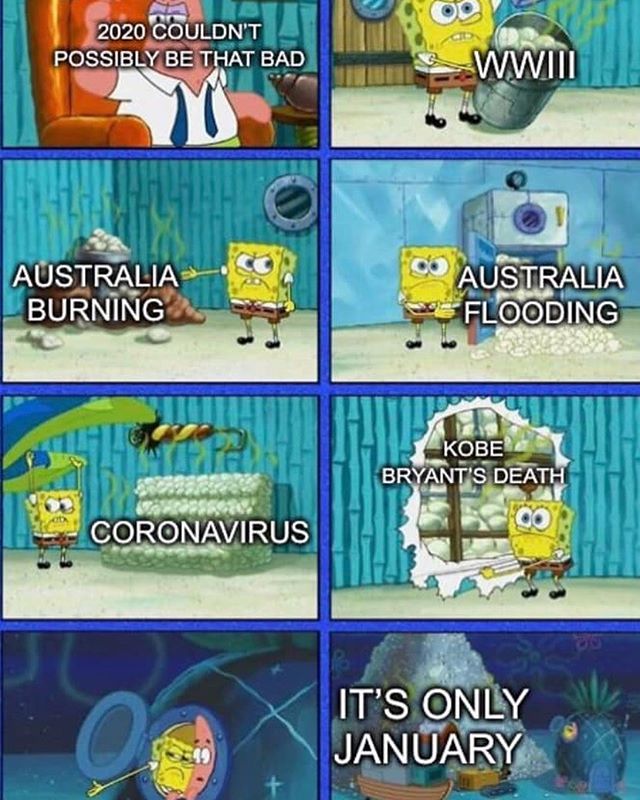 2020 COULDN'T
POSSIBLY BE THAT BAD
WWIII
AUSTRALIA
BURNING
AUSTRALIA
FLOODING
CORONAVIRUS
KOBE
BRYANT'S DEATH
IT'S ONLY
JANUARY